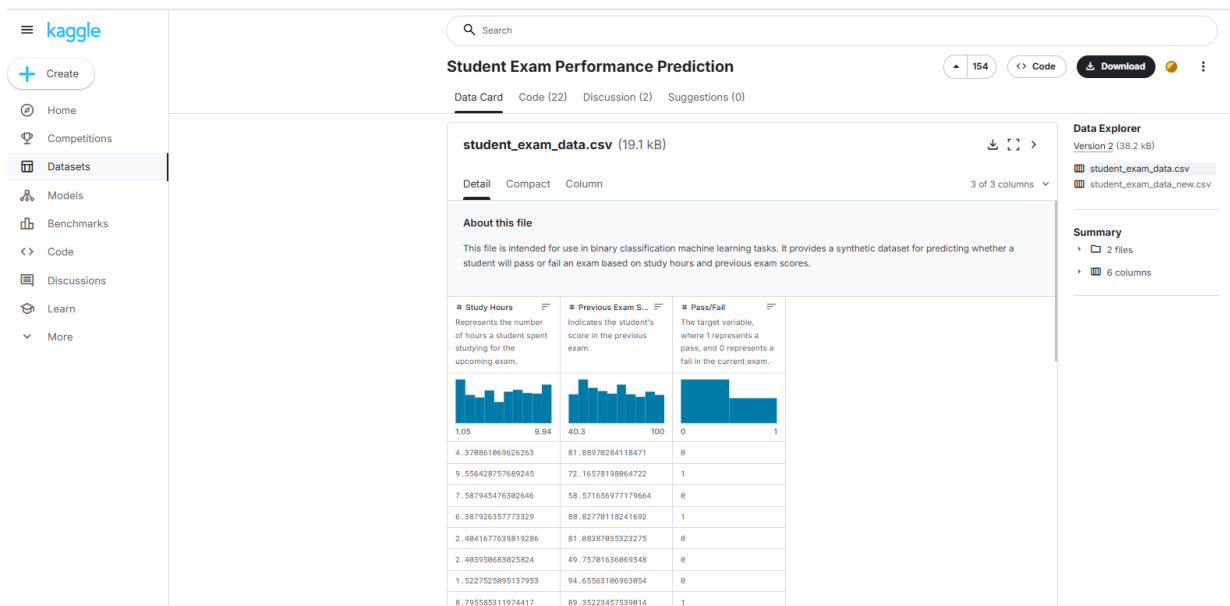 kaggle
Create
Home
Competitions
Datasets
Models
Benchmarks
Code
Discussions
Learn
More
Search
Student Exam Performance Prediction
154
Code
Download
Data Card Code (22) Discussion (2) Suggestions (0)
student_exam_data.csv (19.1 kB)
Detail Compact Column
3 of 3 columns
About this file
This file is intended for use in binary classification machine learning tasks. It provides a synthetic dataset for predicting whether a
student will pass or fail an exam based on study hours and previous exam scores.
# Study Hours
Represents the number
of hours a student spent
studying for the
upcoming exam.
# Previous Exam S...
Indicates the student's
score in the previous
exam.
# Pass/Fail
The target variable,
where 1 represents a
pass, and 0 represents a
fail in the current exam.
1.05 9.94 40.3 100 0 1
4.370861069626263 81.88970284118471 0
9.556428757689245 72.16578198064722 1
7.587945476302646 58.571656977179664 0
6.387926357773329 88.82770118241692 1
2.4041677639819286 81.08387035323275 0
2.403950683025824 49.75701636069348 0
1.5227525095137953 94.65563106963054 0
8.795585311974417 89.35223457539014 1
Data Explorer
Version 2 (38.2 kB)
student_exam_data.csv
student_exam_data_new.csv
Summary
2 files
6 columns